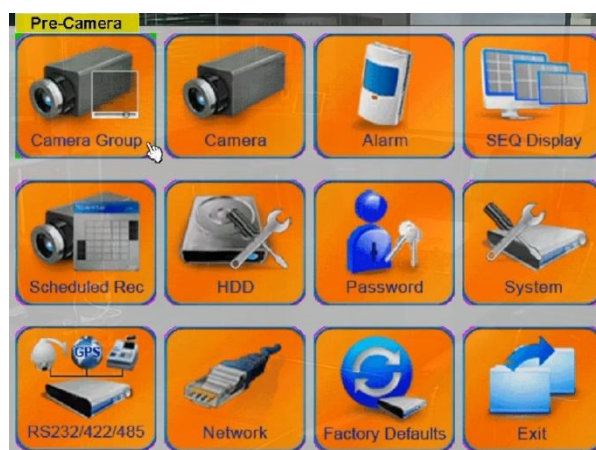 Pre-Camera
Camera Group
Camera
Alarm
SEQ Display
Scheduled Rec
HDD
Password
System
GPS
RS232/422/485
Network
Factory Defaults
Exit